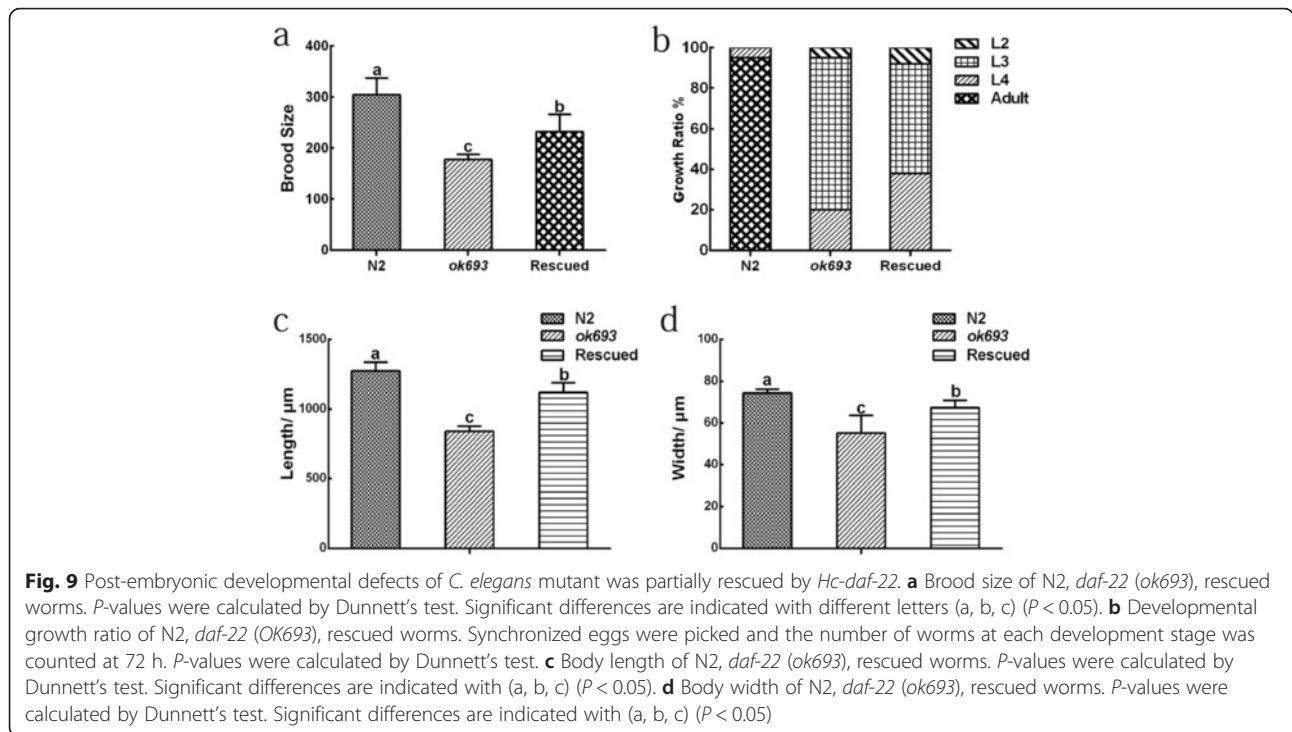 a
400
300
200
100
0
Brood Size
a
c
b
N2
ok693
Rescued
b
100
80
60
40
20
0
Growth Ratio %
N2
ok693
Rescued
L2
L3
L4
Adult
c
1500
1000
500
0
Length/ μm
a
c
b
N2
ok693
Rescued
d
100
80
60
40
20
0
Width/ μm
a
c
b
N2
ok693
Rescued
Fig. 9 Post-embryonic developmental defects of C. elegans mutant was partially rescued by Hc-daf-22. a Brood size of N2, daf-22 (ok693), rescued
worms. P-values were calculated by Dunnett's test. Significant differences are indicated with different letters (a, b, c) (P < 0.05). b Developmental
growth ratio of N2, daf-22 (OK693), rescued worms. Synchronized eggs were picked and the number of worms at each development stage was
counted at 72 h. P-values were calculated by Dunnett's test. c Body length of N2, daf-22 (ok693), rescued worms. P-values were calculated by
Dunnett's test. Significant differences are indicated with (a, b, c) (P < 0.05). d Body width of N2, daf-22 (ok693), rescued worms. P-values were
calculated by Dunnett's test. Significant differences are indicated with (a, b, c) (P < 0.05)